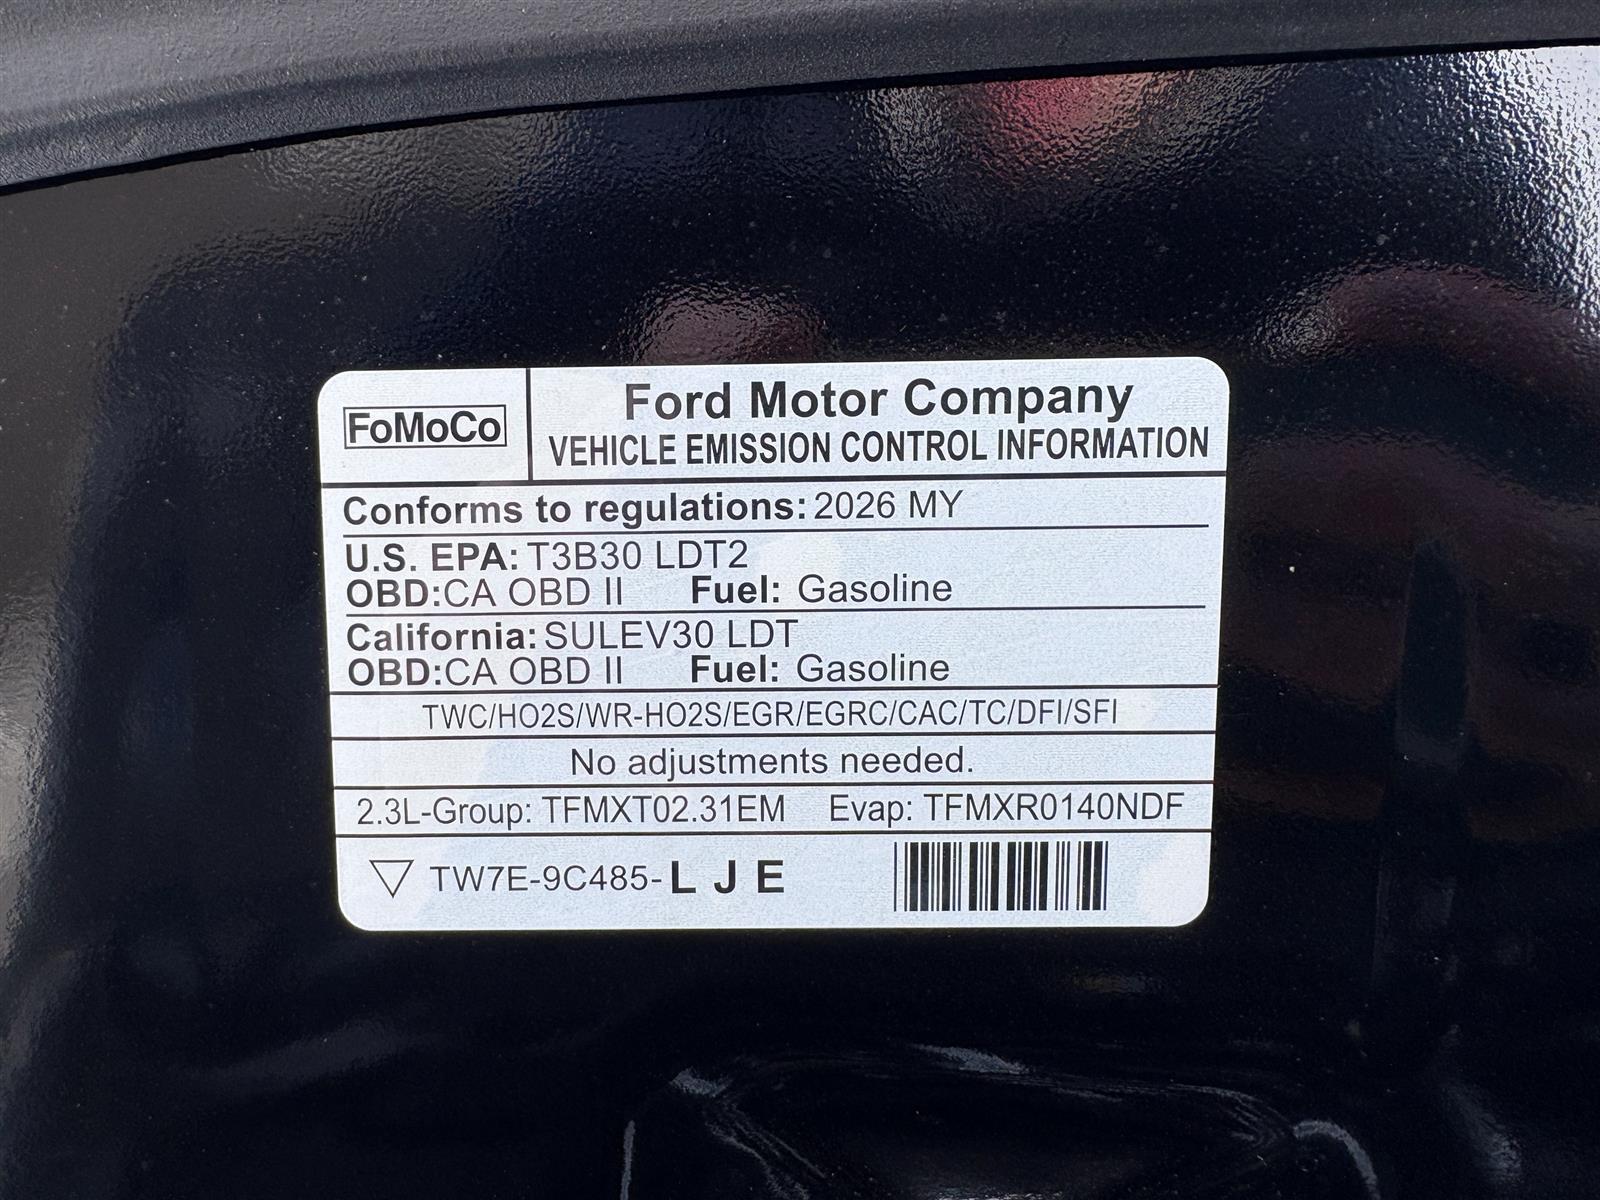 FoMoCo
Ford Motor Company
VEHICLE EMISSION CONTROL INFORMATION
Conforms to regulations: 2026 MY
U.S. EPA: T3B30 LDT2
OBD: CA OBD II Fuel: Gasoline
California: SULEV30 LDT
OBD: CA OBD II Fuel: Gasoline
TWC/HO2S/WR-HO2S/EGR/EGRC/CAC/TC/DFI/SFI
No adjustments needed.
2.3L-Group: TFMXT02.31EM Evap: TFMXR0140NDF
TW7E-9C485-L J E